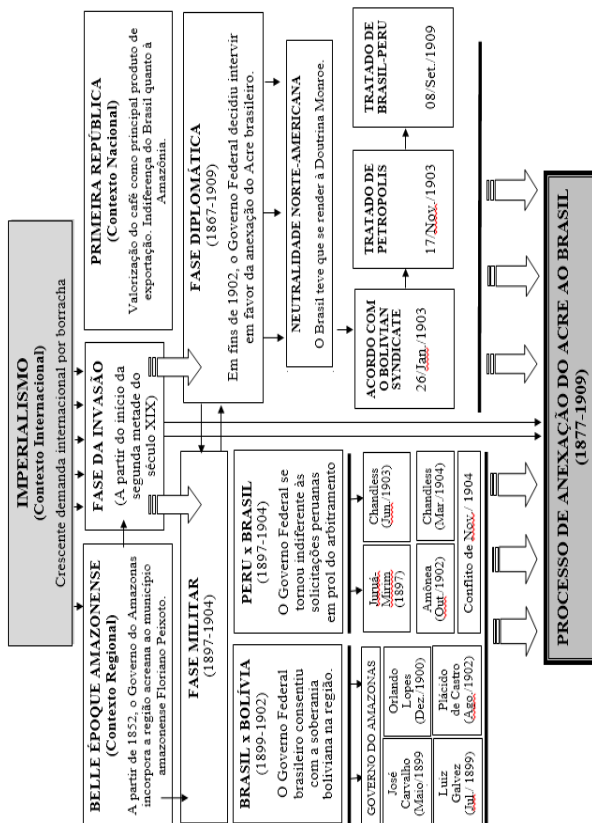 IMPERIALISMO
(Contexto Internacional)
Crescente demanda internacional por borracha
BELLE ÉPOQUE AMAZONENSE
(Contexto Regional)
A partir de 1852, o Governo do Amazonas
incorpora a região acreana ao município
amazonense Floriano Peixoto.
FASE DA INVASÃO
(A partir do início da
segunda metade do
século XIX)
PRIMEIRA REPÚBLICA
(Contexto Nacional)
Valorização do café como principal produto de
exportação. Indiferença do Brasil quanto à
Amazônia.
FASE MILITAR
(1897-1904)
FASE DIPLOMÁTICA
(1867-1909)
Em fins de 1902, o Governo Federal decidiu intervir
em favor da anexação do Acre brasileiro.
BRASIL x BOLÍVIA
(1899-1902)
O Governo Federal
brasileiro consentiu
com a soberania
boliviana na região.
PERU x BRASIL
(1897-1904)
O Governo Federal se
tornou indiferente às
solicitações peruanas
em prol do arbitramento
NEUTRALIDADE NORTE-AMERICANA
O Brasil teve que se render à Doutrina Monroe.
GOVERNO DO AMAZONAS
José
Carvalho
(Maio/1899
Orlando
Lopes
(Dez./1900)
Luiz
Galvez
(Jul./ 1899)
Plácido
de Castro
(Ago./1902)
Juruá-
Mirim
(1897)
Chandless
(Jun./1903)
Amônea
(Out./1902)
Chandless
(Mar./1904)
Conflito de Nov./ 1904
ACORDO COM
O BOLIVIAN
SYNDICATE
26/Jan./1903
TRATADO DE
PETROPOLIS
17/Nov./1903
TRATADO DE
BRASIL-PERU
08/Set./1909
PROCESSO DE ANEXAÇÃO DO ACRE AO BRASIL
(1877-1909)